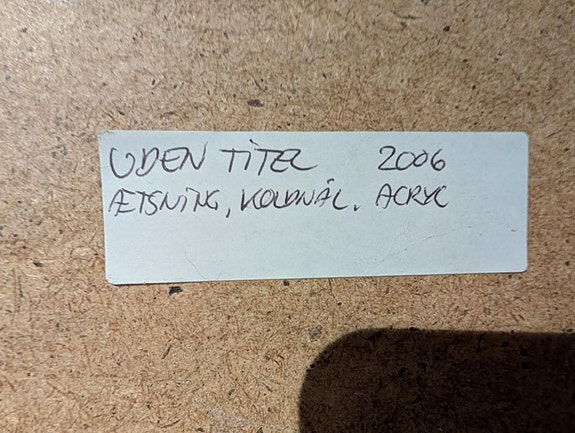 UDEN TITEL 2006
ÆTSNING, KOLDNÅL. ACRYL